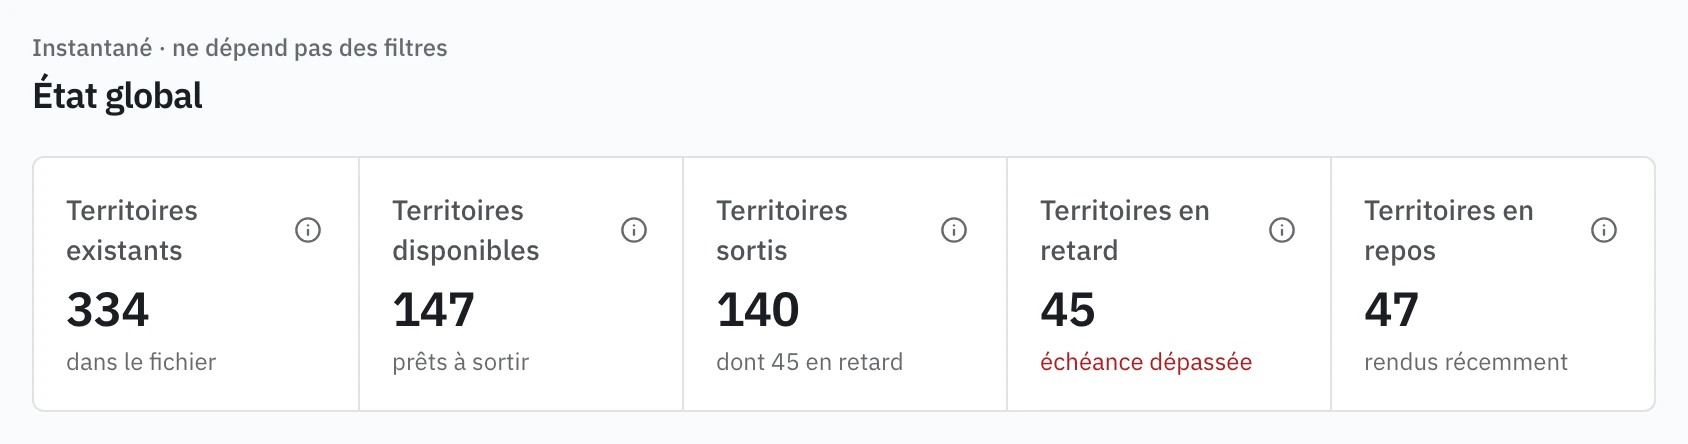 Instantané · ne dépend pas des filtres
État global
Territoires
existants
334
dans le fichier
Territoires
disponibles
147
prêts à sortir
Territoires
sortis
140
dont 45 en retard
Territoires en
retard
45
échéance dépassée
Territoires en
repos
47
rendus récemment